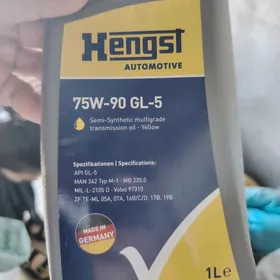 Hengst
AUTOMOTIVE
75W-90 GL-5
Semi-Synthetic multigrade
transmission oil - Yellow
Spezifikationen | Specifications:
API GL-5
MAN 342 Typ M-1 · MB 235.0
MIL-L-2105 D · Volvo 97310
ZF TE-ML 05A, 07A, 16B/C/D, 17B, 19B
MADE IN
GERMANY
1L e